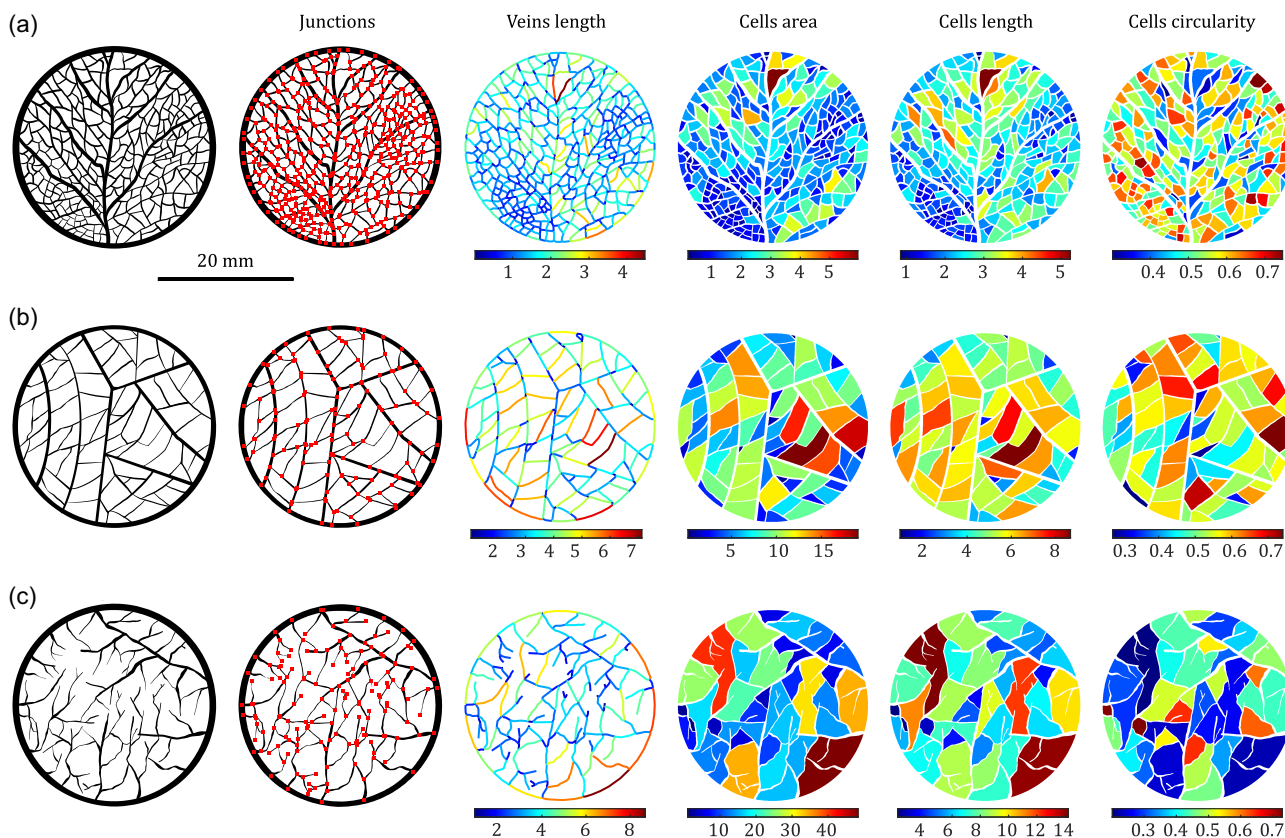 (a)
Junctions Veins length Cells area Cells length Cells circularity
20 mm
1 2 3 4
1 2 3 4 5
1 2 3 4 5
0.4 0.5 0.6 0.7
(b)
2 3 4 5 6 7
5 10 15
2 4 6 8
0.3 0.4 0.5 0.6 0.7
(c)
2 4 6 8
10 20 30 40
4 6 8 10 12 14
0.3 0.4 0.5 0.6 0.7